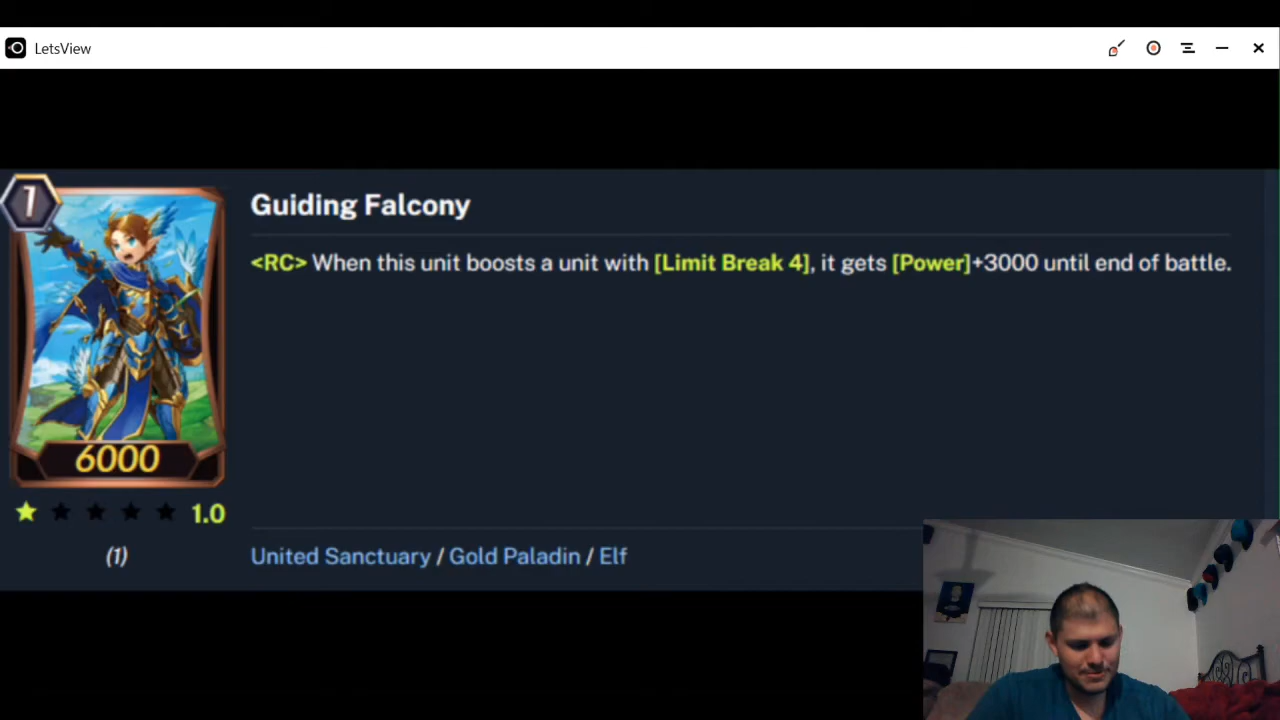 LetsView
1
Guiding Falcony
<RC> When this unit boosts a unit with [Limit Break 4], it gets [Power]+3000 until end of battle.
6000
1.0
(1)
United Sanctuary / Gold Paladin / Elf